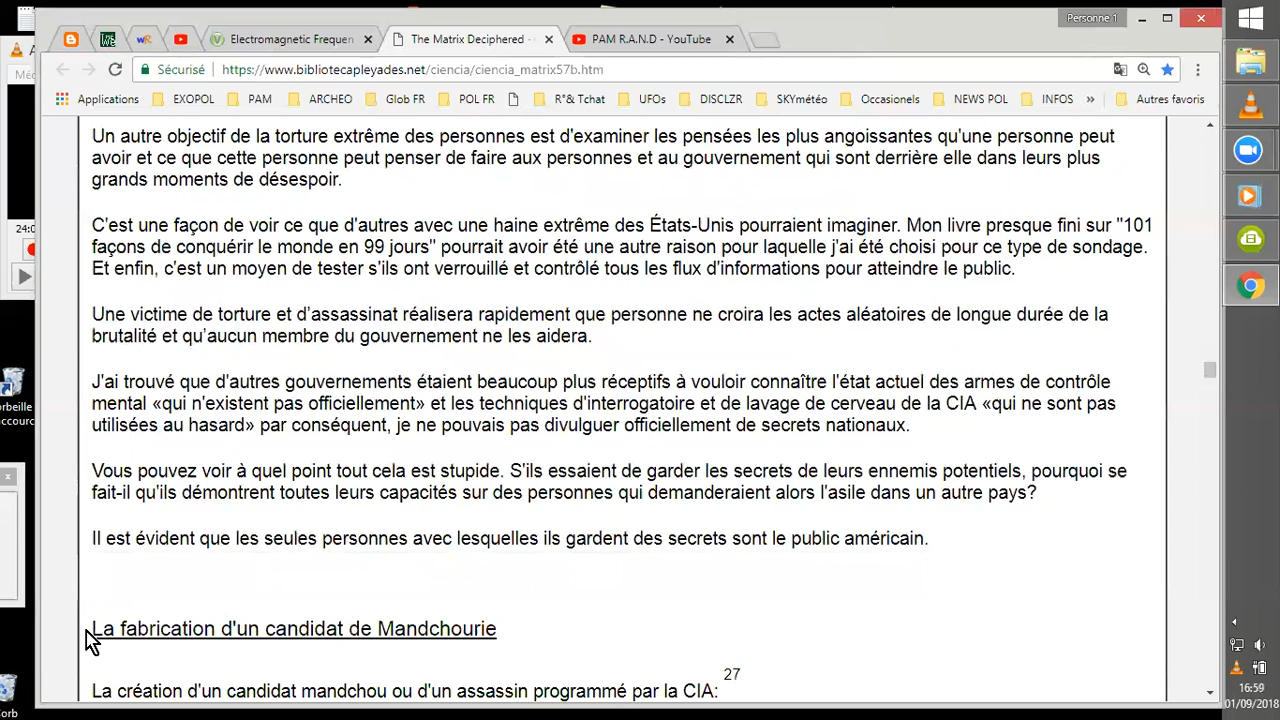 Personne 1
Electromagnetic Frequen
The Matrix Deciphered -
PAM R.A.N.D - YouTube
Sécurisé
https://www.bibliotecapleyades.net/ciencia/ciencia_matrix57b.htm
Applications EXOPOL PAM ARCHEO Glob FR POL FR R°& Tchat UFOs DISCLZR SKYmétéo Occasionels NEWS POL INFOS » Autres favoris
Un autre objectif de la torture extrême des personnes est d'examiner les pensées les plus angoissantes qu'une personne peut
avoir et ce que cette personne peut penser de faire aux personnes et au gouvernement qui sont derrière elle dans leurs plus
grands moments de désespoir.
C'est une façon de voir ce que d'autres avec une haine extrême des États-Unis pourraient imaginer. Mon livre presque fini sur "101
façons de conquérir le monde en 99 jours" pourrait avoir été une autre raison pour laquelle j'ai été choisi pour ce type de sondage.
Et enfin, c'est un moyen de tester s'ils ont verrouillé et contrôlé tous les flux d'informations pour atteindre le public.
Une victime de torture et d’assassinat réalisera rapidement que personne ne croira les actes aléatoires de longue durée de la
brutalité et qu’aucun membre du gouvernement ne les aidera.
J'ai trouvé que d'autres gouvernements étaient beaucoup plus réceptifs à vouloir connaître l'état actuel des armes de contrôle
mental «qui n'existent pas officiellement» et les techniques d'interrogatoire et de lavage de cerveau de la CIA «qui ne sont pas
utilisées au hasard» par conséquent, je ne pouvais pas divulguer officiellement de secrets nationaux.
Vous pouvez voir à quel point tout cela est stupide. S'ils essaient de garder les secrets de leurs ennemis potentiels, pourquoi se
fait-il qu'ils démontrent toutes leurs capacités sur des personnes qui demanderaient alors l'asile dans un autre pays?
Il est évident que les seules personnes avec lesquelles ils gardent des secrets sont le public américain.
La fabrication d'un candidat de Mandchourie
27
La création d'un candidat mandchou ou d'un assassin programmé par la CIA:
24:0
orbeille
accourc
Corb
16:59
01/09/2018